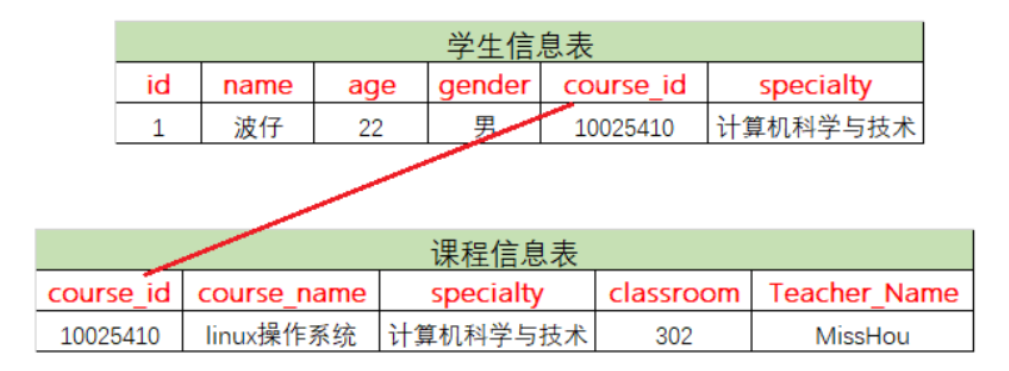 学生信息表
id name age gender course_id specialty
1 波仔 22 男 10025410 计算机科学与技术
课程信息表
course_id course_name specialty classroom Teacher_Name
10025410 linux操作系统 计算机科学与技术 302 MissHou